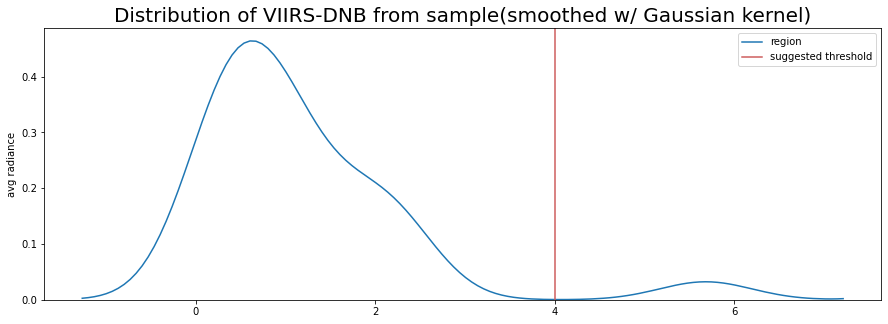 Distribution of VIIRS-DNB from sample(smoothed w/ Gaussian kernel)
region
suggested threshold
avg radiance
0.4
0.3
0.2
0.1
0.0
0
2
4
6